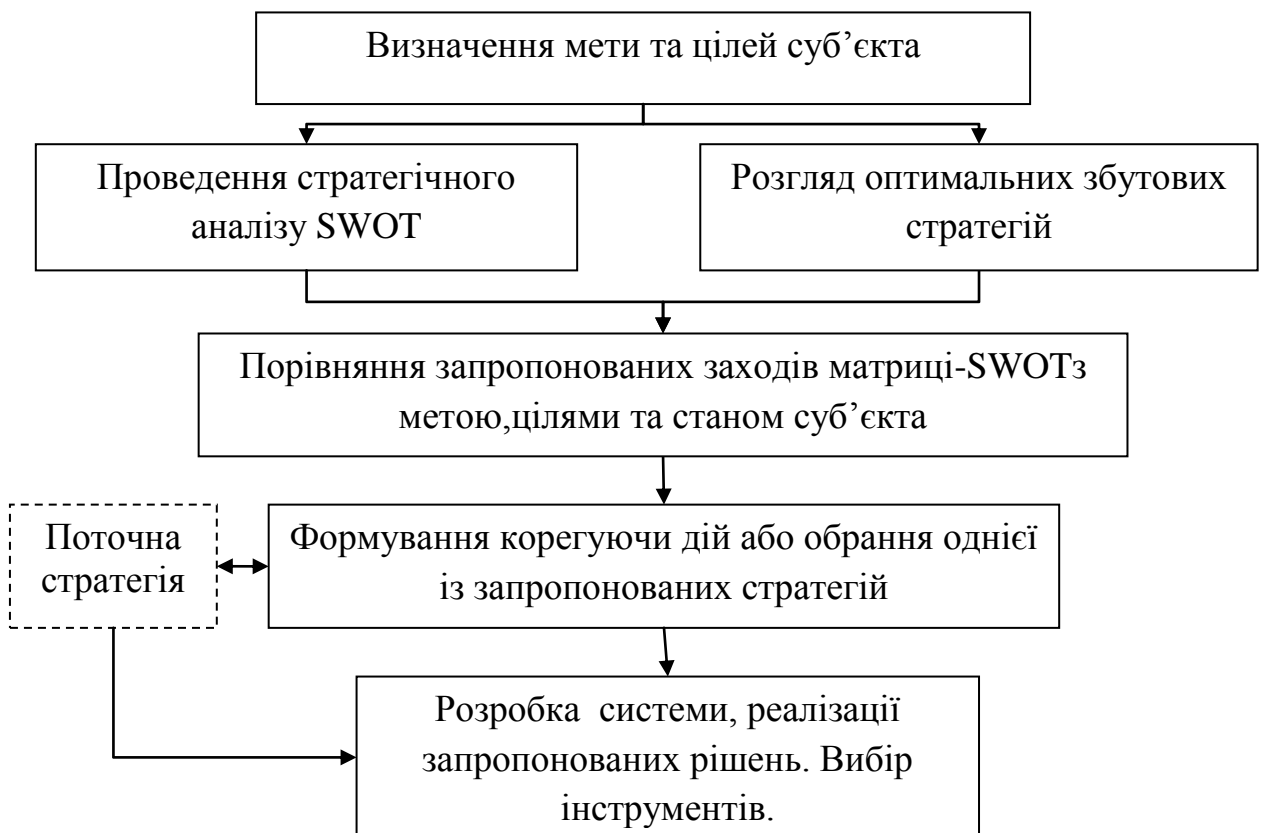 Визначення мети та цілей суб’єкта
Проведення стратегічного
аналізу SWOT
Розгляд оптимальних збутових
стратегій
Порівняння запропонованих заходів матриці-SWOTз
метою,цілями та станом суб’єкта
Поточна
стратегія
Формування корегуючи дій або обрання однієї
із запропонованих стратегій
Розробка  системи, реалізації
запропонованих рішень. Вибір
інструментів.